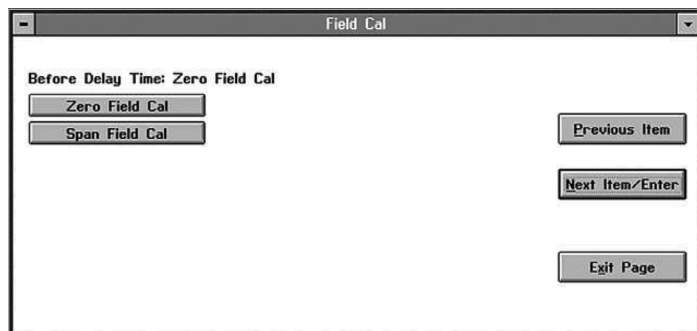 Field Cal
Before Delay Time: Zero Field Cal
Zero Field Cal
Span Field Cal
Previous Item
Next Item/Enter
Exit Page